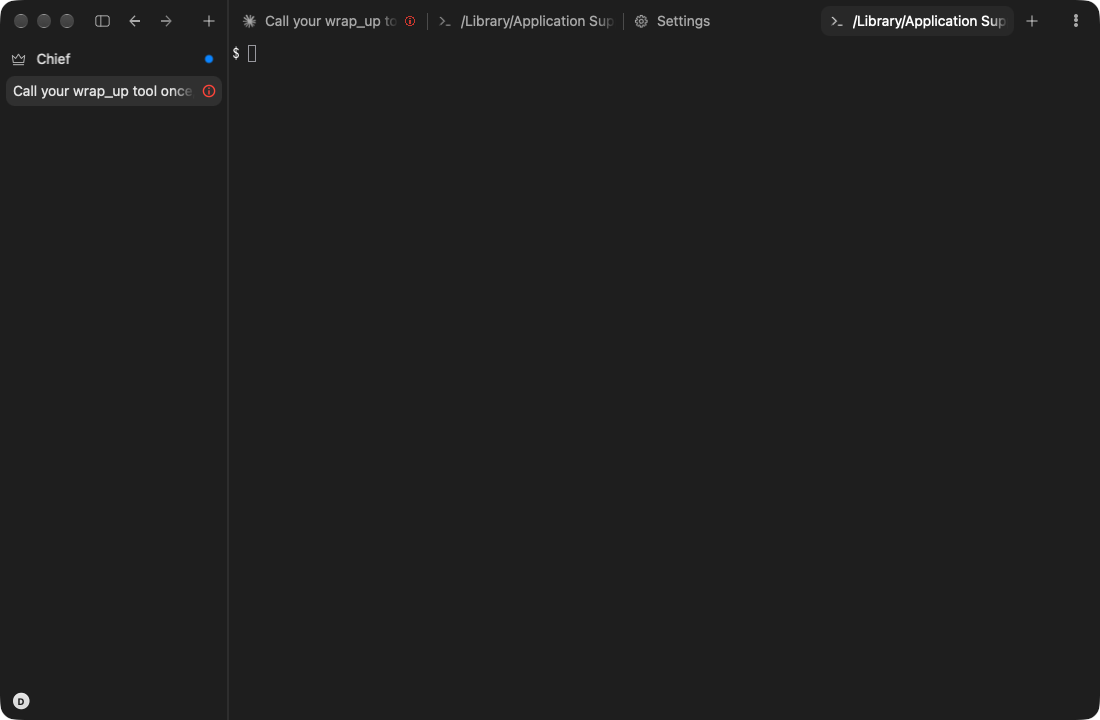 Call your wrap_up to
/Library/Application Sup
Settings
/Library/Application Sup
Chief
Call your wrap_up tool once
$
D